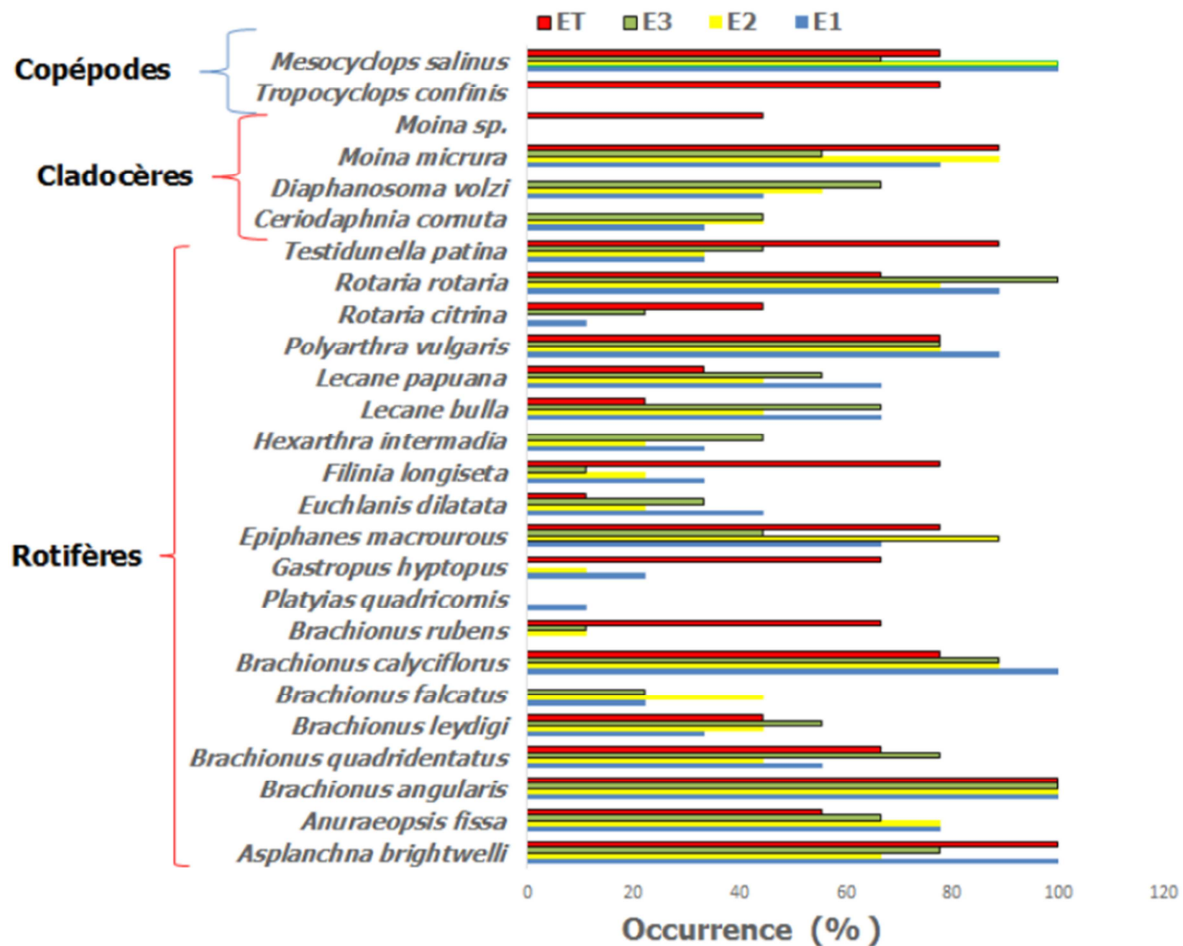 ET E3 E2 E1
Copépodes
Mesocyclops salinus
Tropocyclops confinis
Cladocères
Moina sp.
Moina micrura
Diaphanosoma volzi
Ceriodaphnia cornuta
Rotifères
Testidunella patina
Rotaria rotaria
Rotaria citrina
Polyarthra vulgaris
Lecane papuana
Lecane bulla
Hexarthra intermadia
Filinia longiseta
Euchlanis dilatata
Epiphanes macrourous
Gastropus hyptopus
Platyias quadricornis
Brachionus rubens
Brachionus calyciflorus
Brachionus falcatus
Brachionus leydigi
Brachionus quadridentatus
Brachionus angularis
Anuraeopsis fissa
Asplanchna brightwelli
0 20 40 60 80 100 120
Occurrence (%)